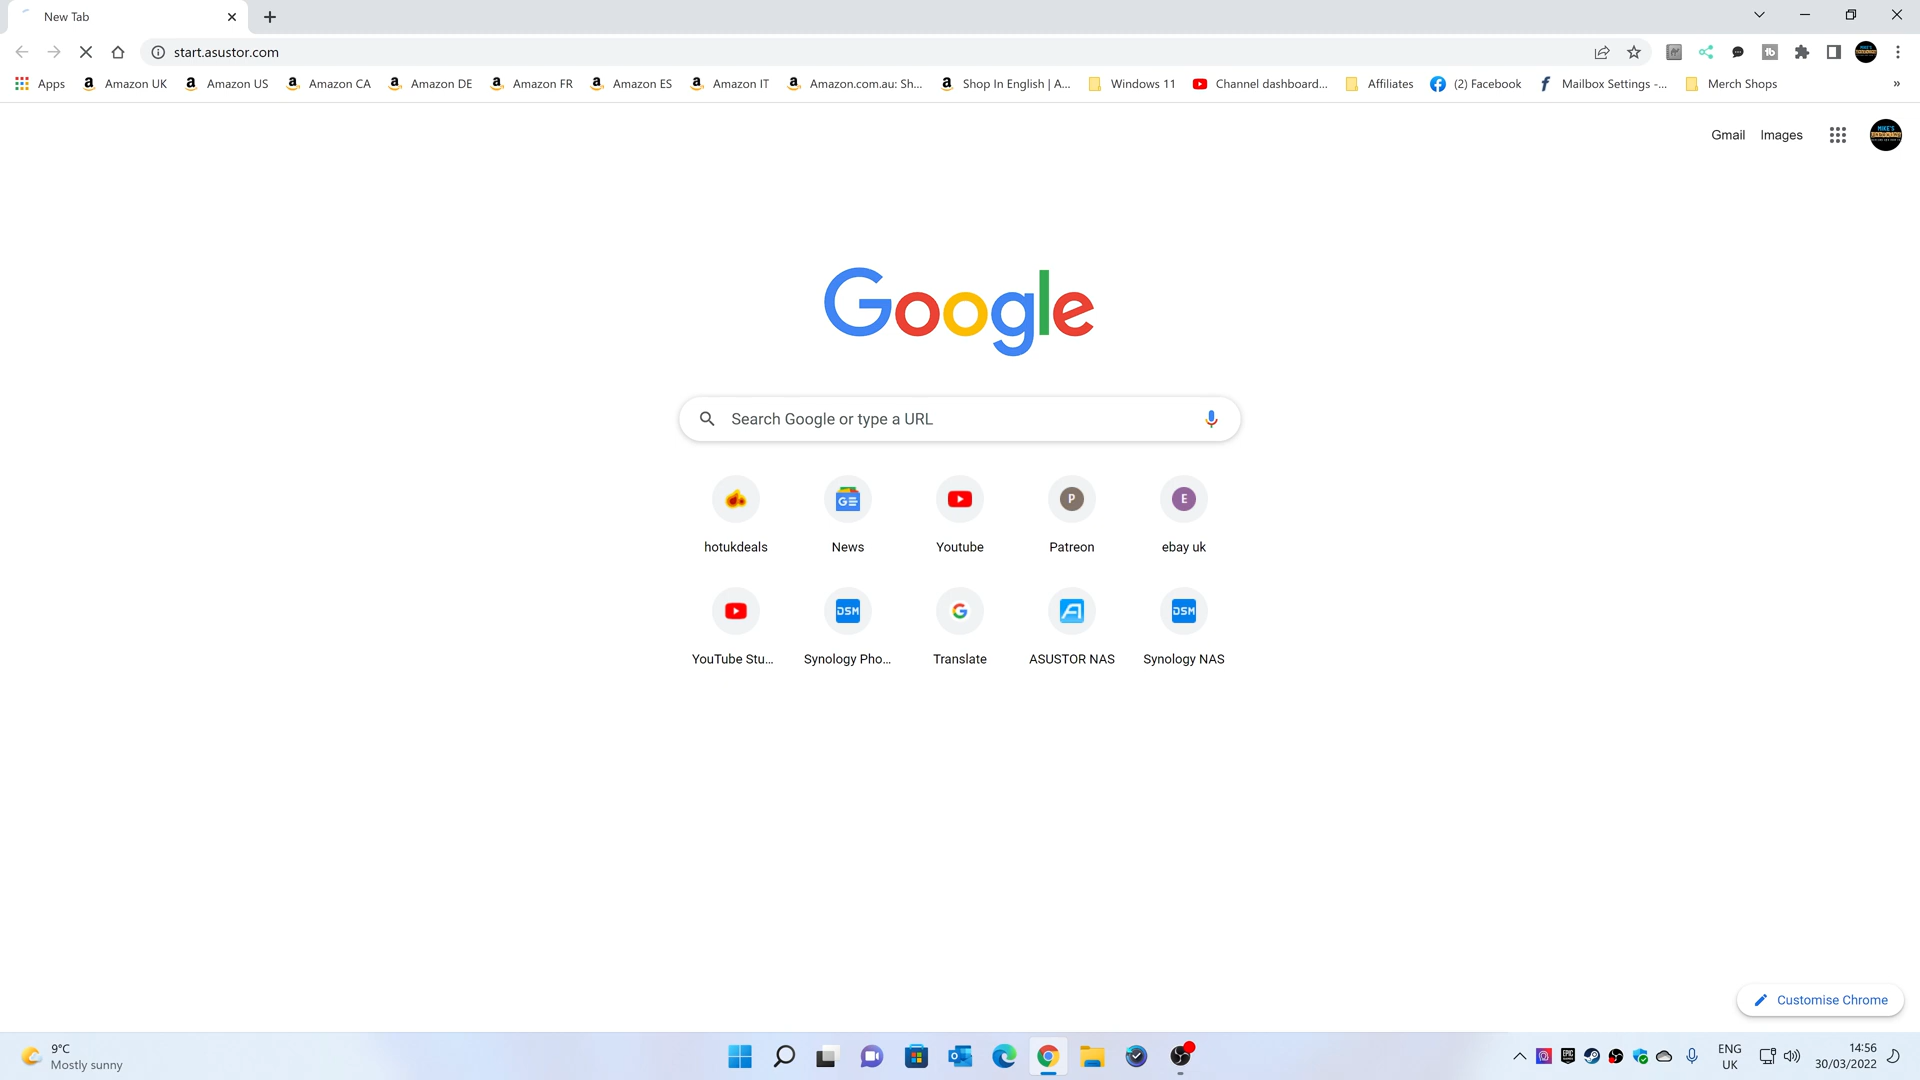 New Tab
start.asustor.com
Apps
Amazon UK
Amazon US
Amazon CA
Amazon DE
Amazon FR
Amazon ES
Amazon IT
Amazon.com.au: Sh...
Shop In English | A...
Windows 11
Channel dashboard...
Affiliates
(2) Facebook
Mailbox Settings -...
Merch Shops
»
Gmail
Images
Google
Search Google or type a URL
hotukdeals
News
Youtube
P
Patreon
E
ebay uk
YouTube Stu...
DSM
Synology Pho...
Translate
ASUSTOR NAS
DSM
Synology NAS
Customise Chrome
9°C
Mostly sunny
ENG
UK
14:56
30/03/2022